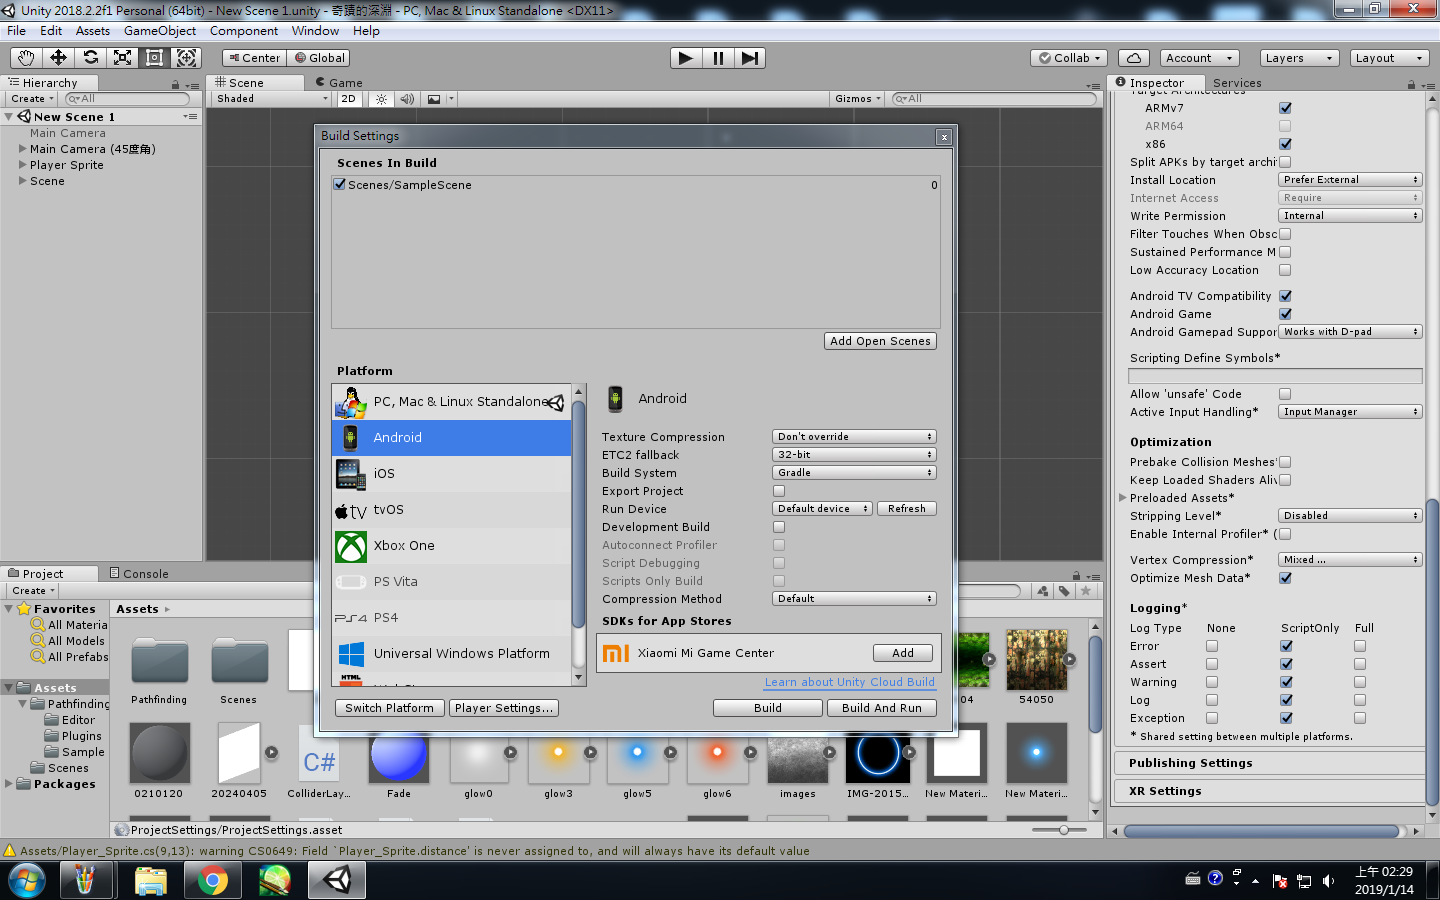 Unity 2018.2.2f1 Personal (64bit) - New Scene 1.unity - 奇蹟的深淵 - PC, Mac & Linux Standalone <DX11>
File Edit Assets GameObject Component Window Help
Center Global
Collab Account Layers Layout
Hierarchy
Create All
New Scene 1
Main Camera
Main Camera (45度角)
Player Sprite
Scene
Scene Game
Shaded 2D Gizmos All
Build Settings
Scenes In Build
Scenes/SampleScene 0
Add Open Scenes
Platform
PC, Mac & Linux Standalone
Android
iOS
tv tvOS
Xbox One
PS Vita
PS4 PS4
Universal Windows Platform
HTML
Android
Texture Compression Don't override
ETC2 fallback 32-bit
Build System Gradle
Export Project
Run Device Default device Refresh
Development Build
Autoconnect Profiler
Script Debugging
Scripts Only Build
Compression Method Default
SDKs for App Stores
Xiaomi Mi Game Center Add
Learn about Unity Cloud Build
Switch Platform Player Settings... Build Build And Run
Inspector Services
Target Architectures
ARMv7
ARM64
x86
Split APKs by target archi
Install Location Prefer External
Internet Access Require
Write Permission Internal
Filter Touches When Obsc
Sustained Performance M
Low Accuracy Location
Android TV Compatibility
Android Game
Android Gamepad Suppor Works with D-pad
Scripting Define Symbols*
Allow 'unsafe' Code
Active Input Handling* Input Manager
Optimization
Prebake Collision Meshes*
Keep Loaded Shaders Aliv
Preloaded Assets*
Stripping Level* Disabled
Enable Internal Profiler* (
Vertex Compression* Mixed ...
Optimize Mesh Data*
Logging*
Log Type None ScriptOnly Full
Error
Assert
Warning
Log
Exception
* Shared setting between multiple platforms.
Publishing Settings
XR Settings
Project Console
Create
Favorites
All Materia
All Models
All Prefabs
Assets
Pathfinding
Editor
Plugins
Sample
Scenes
Packages
Assets
Pathfinding Scenes 04 54050
C#
0210120 20240405 ColliderLay... Fade glow0 glow3 glow5 glow6 images IMG-2015... New Materi... New Materi...
ProjectSettings/ProjectSettings.asset
Assets/Player_Sprite.cs(9,13): warning CS0649: Field `Player_Sprite.distance' is never assigned to, and will always have its default value
上午 02:29
2019/1/14